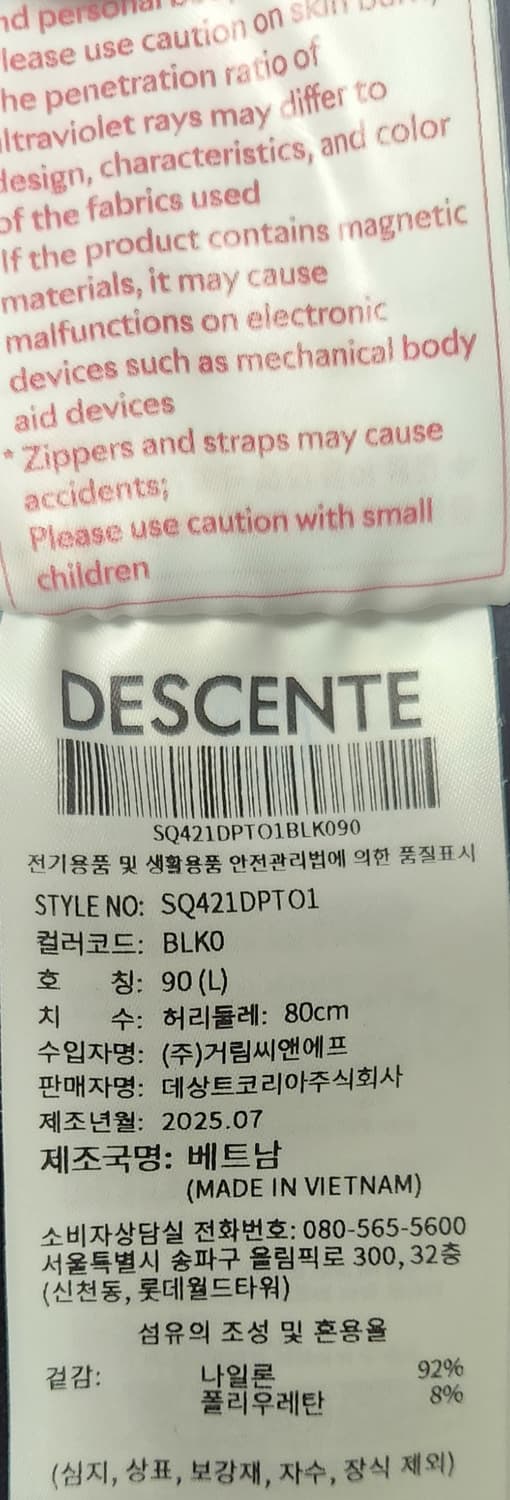 nd personal
lease use caution on skin burn,
he penetration ratio of
ltraviolet rays may differ to
design, characteristics, and color
of the fabrics used
If the product contains magnetic
materials, it may cause
malfunctions on electronic
devices such as mechanical body
aid devices
* Zippers and straps may cause
accidents;
Please use caution with small
children
DESCENTE
SQ421DPTO1BLK090
전기용품 및 생활용품 안전관리법에 의한 품질표시
STYLE NO: SQ421DPTO1
컬러코드: BLK0
호 칭: 90 (L)
치 수: 허리둘레: 80cm
수입자명: (주)거림씨앤에프
판매자명: 데상트코리아주식회사
제조년월: 2025.07
제조국명: 베트남
(MADE IN VIETNAM)
소비자상담실 전화번호: 080-565-5600
서울특별시 송파구 올림픽로 300, 32층
(신천동, 롯데월드타워)
섬유의 조성 및 혼용율
겉감: 나일론 92%
폴리우레탄 8%
(심지, 상표, 보강재, 자수, 장식 제외)